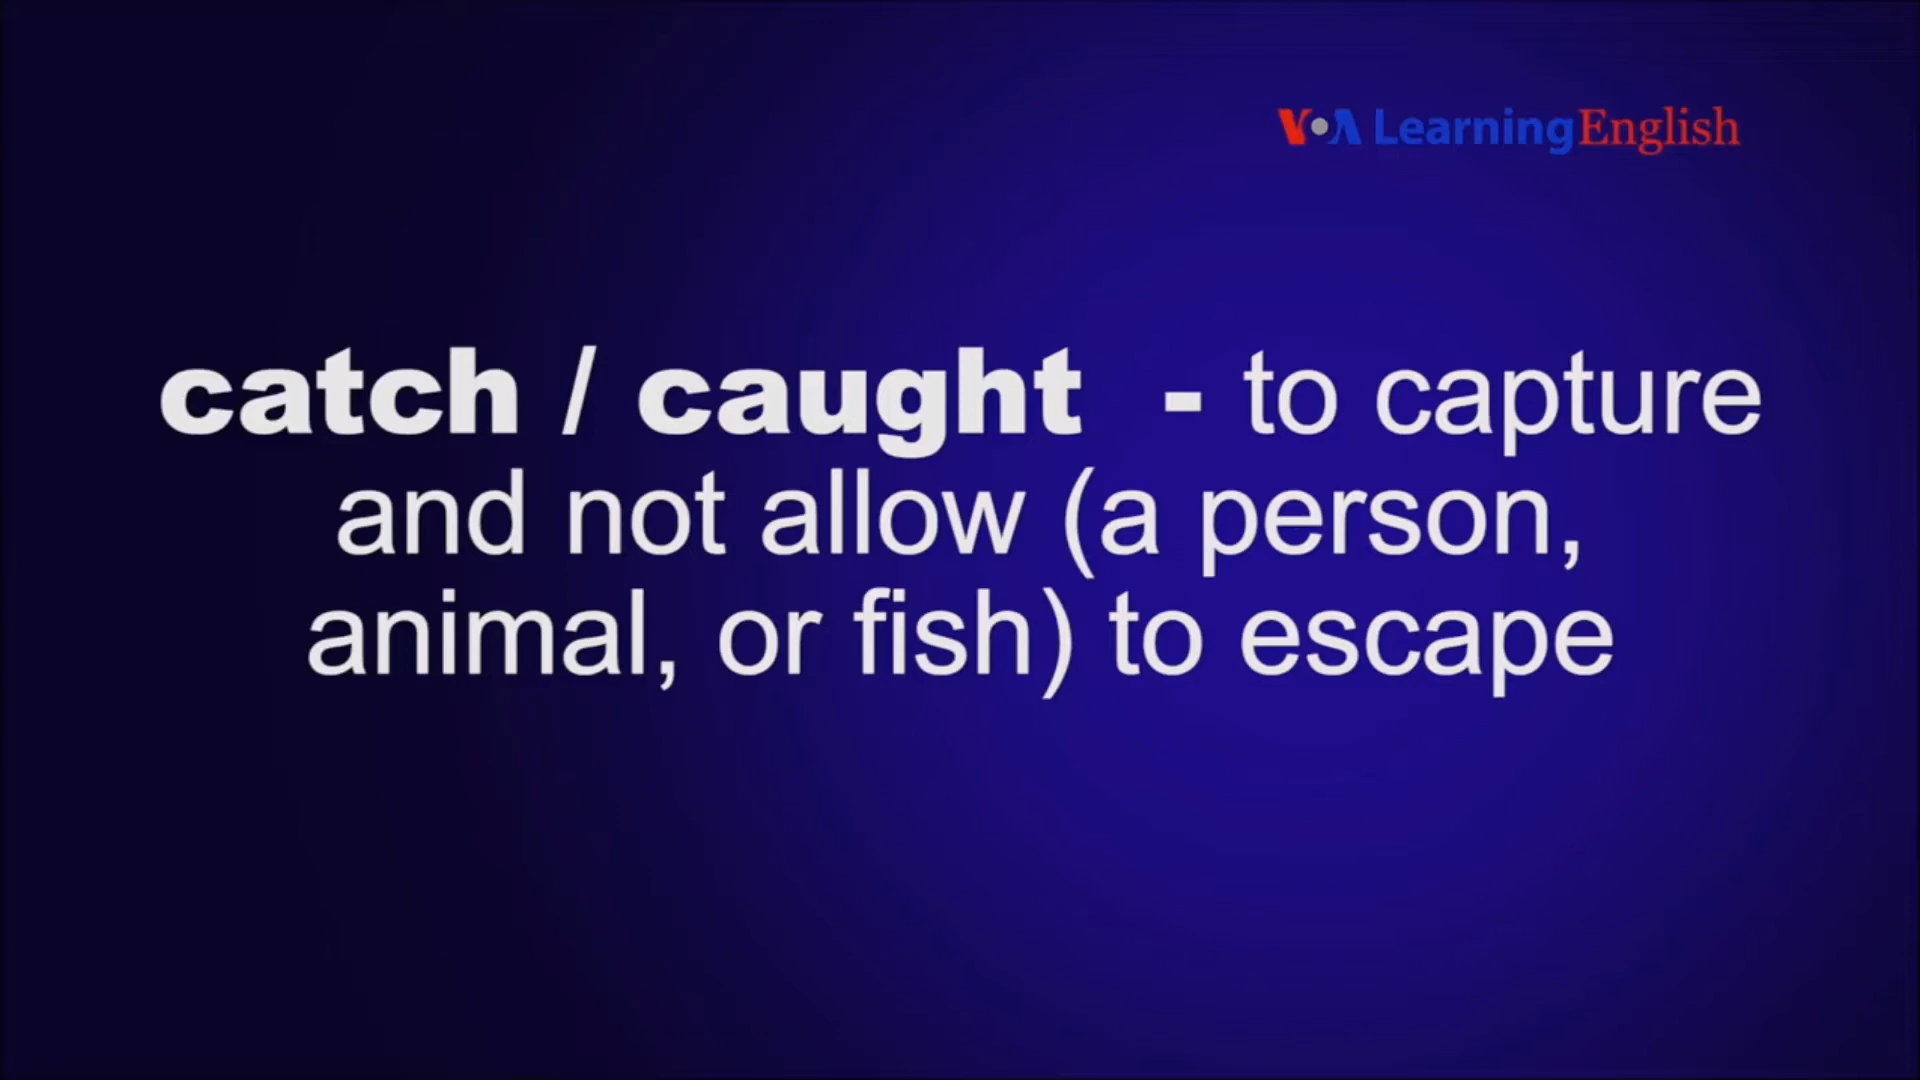 VOA LearningEnglish
catch / caught - to capture
and not allow (a person,
animal, or fish) to escape